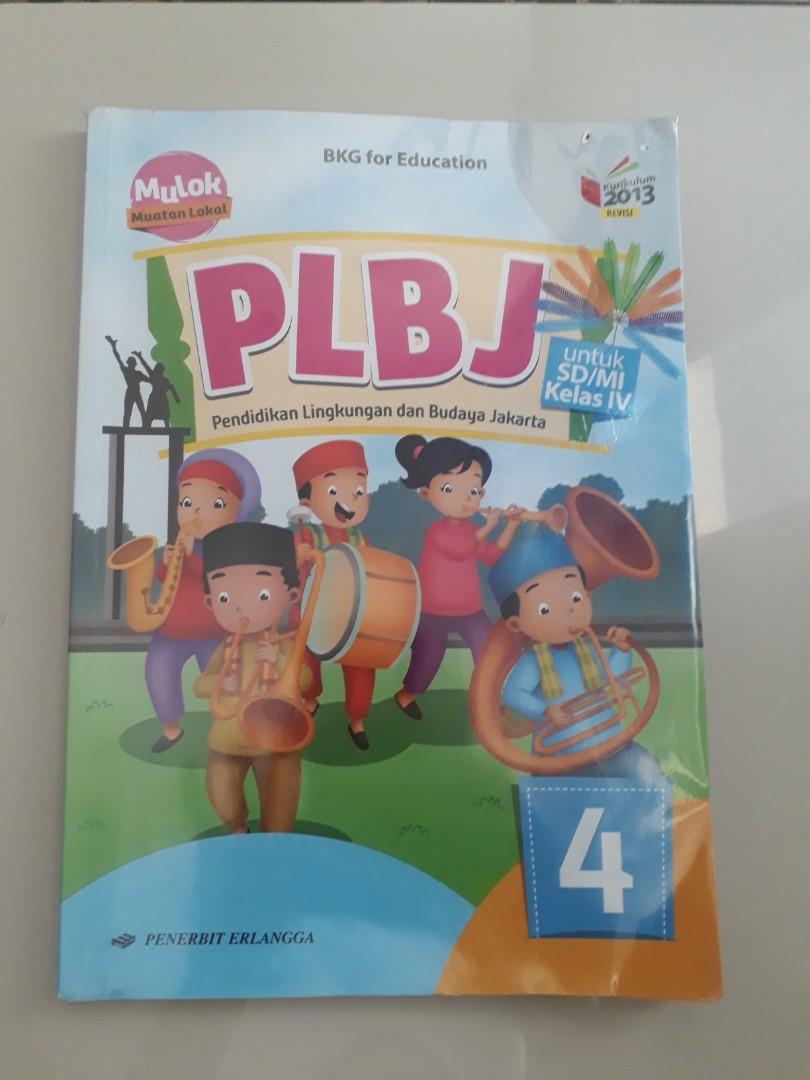 BKG for Education
Mulok
Muatan Lokal
Kurikulum
2013
REVISI
PLBJ
untuk
SD/MI
Kelas IV
Pendidikan Lingkungan dan Budaya Jakarta
4
PENERBIT ERLANGGA